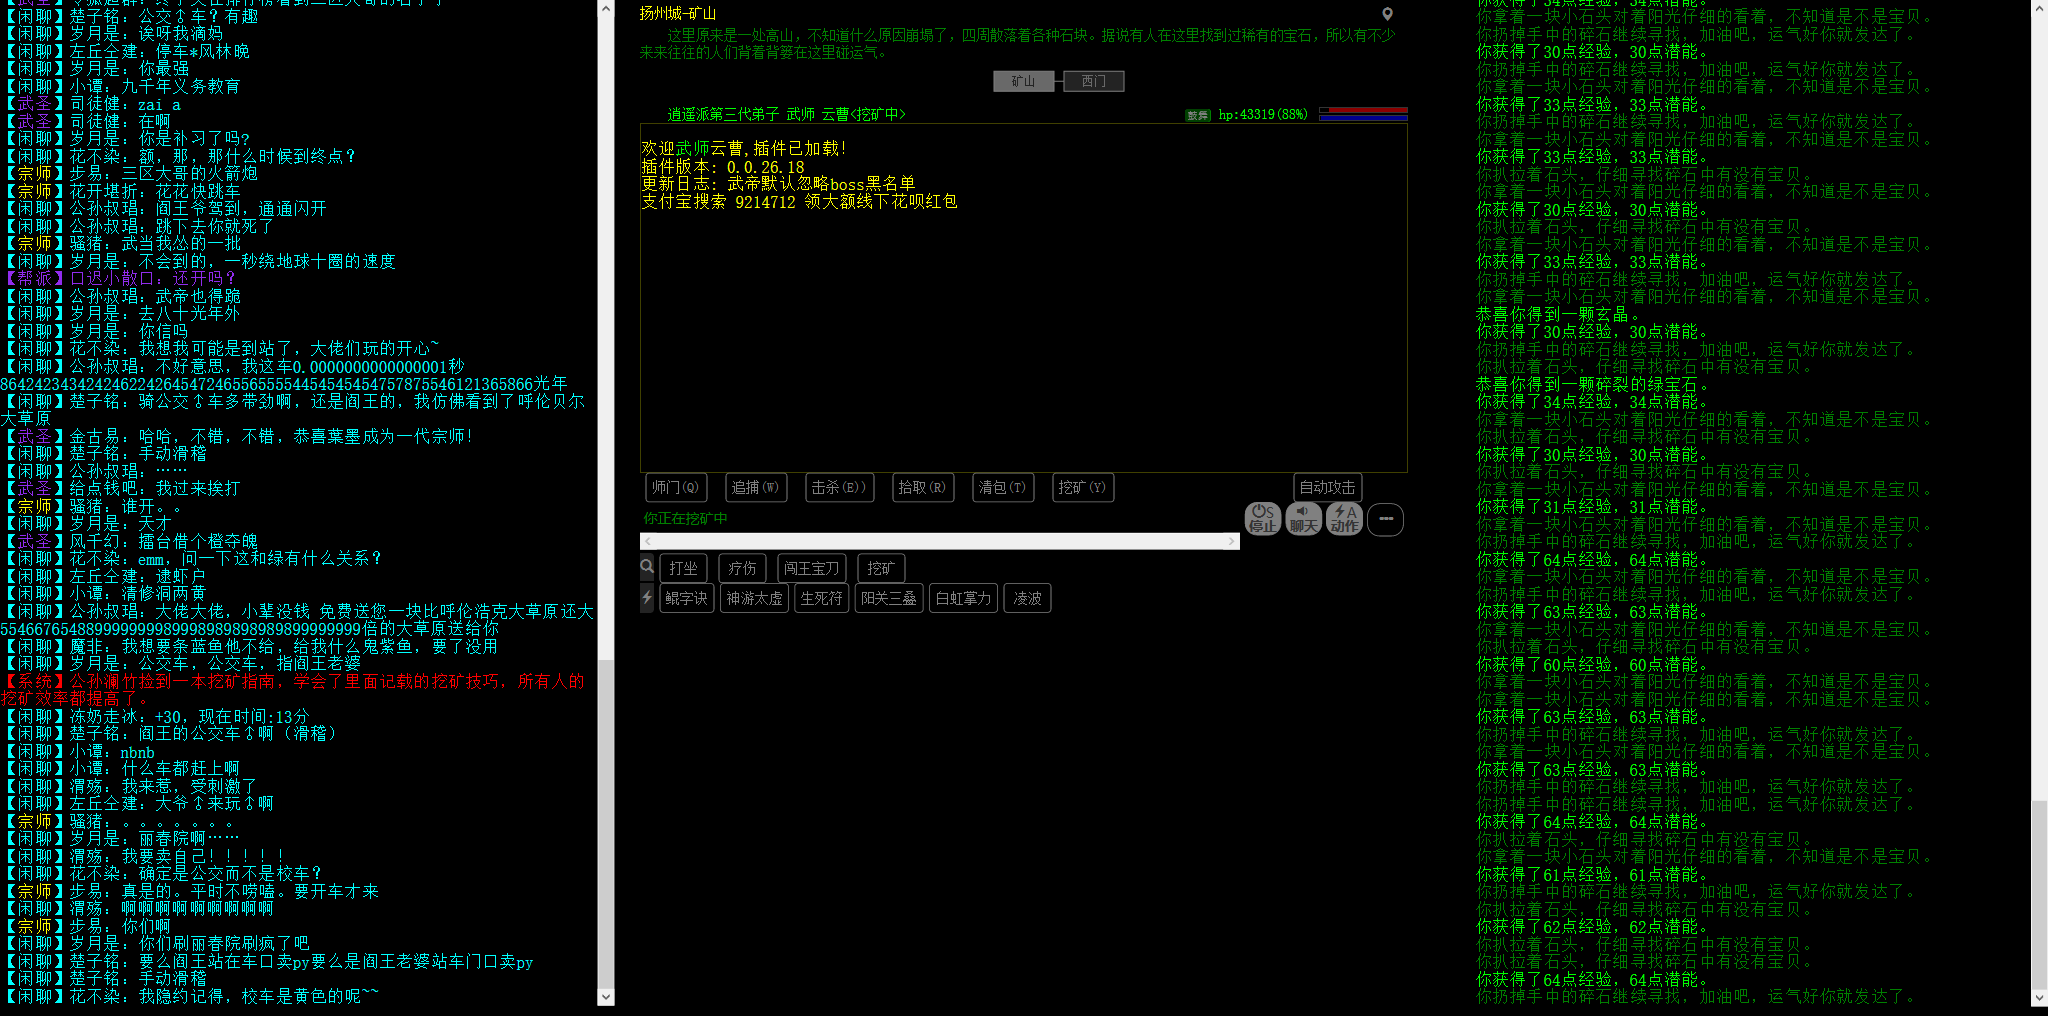 【闲聊】楚子铭：公交♂车？有趣
【闲聊】岁月是：诶呀我滴妈
【闲聊】左丘仝建：停车*风林晚
【闲聊】岁月是：你最强
【闲聊】小谭：九千年义务教育
【武圣】司徒健：zai a
【武圣】司徒健：在啊
【闲聊】岁月是：你是补习了吗?
【闲聊】花不染：额，那，那什么时候到终点？
【宗师】步易：三区大哥的火箭炮
【宗师】花开堪折：花花快跳车
【闲聊】公孙叔琩：阎王爷驾到，通通闪开
【闲聊】公孙叔琩：跳下去你就死了
【宗师】骚猪：武当我怂的一批
【闲聊】岁月是：不会到的，一秒绕地球十圈的速度
【帮派】口迟小散口：还开吗？
【闲聊】公孙叔琩：武帝也得跪
【闲聊】岁月是：去八十光年外
【闲聊】岁月是：你信吗
【闲聊】花不染：我想我可能是到站了，大佬们玩的开心~
【闲聊】公孙叔琩：不好意思，我这车0.0000000000000001秒
864242343424246224264547246556555544545454547578755461213658​66光年
【闲聊】楚子铭：骑公交♂车多带劲啊，还是阎王的，我仿佛看到了呼伦贝尔
大草原
【武圣】金古易：哈哈，不错，不错，恭喜葉墨成为一代宗师！
【闲聊】楚子铭：手动滑稽
【闲聊】公孙叔琩：……
【武圣】给点钱吧：我过来挨打
【宗师】骚猪：谁开。。
【闲聊】岁月是：天才
【武圣】风千幻：擂台借个橙夺魄
【闲聊】花不染：emm，问一下这和绿有什么关系？
【闲聊】左丘仝建：逮虾户
【闲聊】小谭：清修洞两黄
【闲聊】公孙叔琩：大佬大佬，小辈没钱 免费送您一块比呼伦浩克大草原还大
5546676548899999999899989898989899899999999倍的大草原送给你
【闲聊】魔非：我想要条蓝鱼他不给，给我什么鬼紫鱼，要了没用
【闲聊】岁月是：公交车，公交车，指阎王老婆
【系统】公孙澜竹捡到一本挖矿指南，学会了里面记载的挖矿技巧，所有人的
挖矿效率都提高了。
【闲聊】冻奶走冰：+30，现在时间:13分
【闲聊】楚子铭：阎王的公交车♂啊（滑稽）
【闲聊】小谭：nbnb
【闲聊】小谭：什么车都赶上啊
【闲聊】渭殇：我来惹，受刺激了
【闲聊】左丘仝建：大爷♂来玩♂啊
【宗师】骚猪：。。。。。。。
【闲聊】岁月是：丽春院啊……
【闲聊】渭殇：我要卖自己！！！！！
【闲聊】花不染：确定是公交而不是校车？
【宗师】步易：真是的。平时不唠嗑。要开车才来
【闲聊】渭殇：啊啊啊啊啊啊啊啊啊
【宗师】步易：你们啊
【闲聊】岁月是：你们刷丽春院刷疯了吧
【闲聊】楚子铭：要么阎王站在车口卖py要么是阎王老婆站车门口卖py
【闲聊】楚子铭：手动滑稽
【闲聊】花不染：我隐约记得，校车是黄色的呢~~
扬州城-矿山
这里原来是一处高山，不知道什么原因崩塌了，四周散落着各种石块。据说有人在这里找到过稀有的宝石，所以有不少
来来往往的人们背着背篓在这里碰运气。
矿山 西门
逍遥派第三代弟子 武师 云曹<挖矿中>
鼓舞 hp:43319(88%)
欢迎武师云曹,插件已加载!
插件版本: 0.0.26.18
更新日志: 武帝默认忽略boss黑名单
支付宝搜索 9214712 领大额线下花呗红包
师门(Q) 追捕(W) 击杀(E)) 拾取(R) 清包(T) 挖矿(Y) 自动攻击
你正在挖矿中
S停止 聊天 A动作
打坐 疗伤 闯王宝刀 挖矿
鲲字诀 神游太虚 生死符 阳关三叠 白虹掌力 凌波
你获得了34点经验，34点潜能。
你拿着一块小石头对着阳光仔细的看着，不知道是不是宝贝。
你扔掉手中的碎石继续寻找，加油吧，运气好你就发达了。
你获得了30点经验，30点潜能。
你扔掉手中的碎石继续寻找，加油吧，运气好你就发达了。
你拿着一块小石头对着阳光仔细的看着，不知道是不是宝贝。
你获得了33点经验，33点潜能。
你扔掉手中的碎石继续寻找，加油吧，运气好你就发达了。
你拿着一块小石头对着阳光仔细的看着，不知道是不是宝贝。
你获得了33点经验，33点潜能。
你扒拉着石头，仔细寻找碎石中有没有宝贝。
你拿着一块小石头对着阳光仔细的看着，不知道是不是宝贝。
你获得了30点经验，30点潜能。
你扒拉着石头，仔细寻找碎石中有没有宝贝。
你拿着一块小石头对着阳光仔细的看着，不知道是不是宝贝。
你获得了33点经验，33点潜能。
你扔掉手中的碎石继续寻找，加油吧，运气好你就发达了。
你拿着一块小石头对着阳光仔细的看着，不知道是不是宝贝。
恭喜你得到一颗玄晶。
你获得了30点经验，30点潜能。
你扔掉手中的碎石继续寻找，加油吧，运气好你就发达了。
你扒拉着石头，仔细寻找碎石中有没有宝贝。
恭喜你得到一颗碎裂的绿宝石。
你获得了34点经验，34点潜能。
你拿着一块小石头对着阳光仔细的看着，不知道是不是宝贝。
你扒拉着石头，仔细寻找碎石中有没有宝贝。
你获得了30点经验，30点潜能。
你扒拉着石头，仔细寻找碎石中有没有宝贝。
你扒拉着石头，仔细寻找碎石中有没有宝贝。
你获得了31点经验，31点潜能。
你拿着一块小石头对着阳光仔细的看着，不知道是不是宝贝。
你扔掉手中的碎石继续寻找，加油吧，运气好你就发达了。
你获得了64点经验，64点潜能。
你扔掉手中的碎石继续寻找，加油吧，运气好你就发达了。
你扒拉着石头，仔细寻找碎石中有没有宝贝。
你获得了63点经验，63点潜能。
你拿着一块小石头对着阳光仔细的看着，不知道是不是宝贝。
你扒拉着石头，仔细寻找碎石中有没有宝贝。
你获得了60点经验，60点潜能。
你拿着一块小石头对着阳光仔细的看着，不知道是不是宝贝。
你拿着一块小石头对着阳光仔细的看着，不知道是不是宝贝。
你获得了63点经验，63点潜能。
你扔掉手中的碎石继续寻找，加油吧，运气好你就发达了。
你拿着一块小石头对着阳光仔细的看着，不知道是不是宝贝。
你获得了63点经验，63点潜能。
你扔掉手中的碎石继续寻找，加油吧，运气好你就发达了。
你扔掉手中的碎石继续寻找，加油吧，运气好你就发达了。
你获得了64点经验，64点潜能。
你扒拉着石头，仔细寻找碎石中有没有宝贝。
你拿着一块小石头对着阳光仔细的看着，不知道是不是宝贝。
你获得了61点经验，61点潜能。
你扔掉手中的碎石继续寻找，加油吧，运气好你就发达了。
你扒拉着石头，仔细寻找碎石中有没有宝贝。
你获得了62点经验，62点潜能。
你扒拉着石头，仔细寻找碎石中有没有宝贝。
你扒拉着石头，仔细寻找碎石中有没有宝贝。
你获得了64点经验，64点潜能。
你扔掉手中的碎石继续寻找，加油吧，运气好你就发达了。